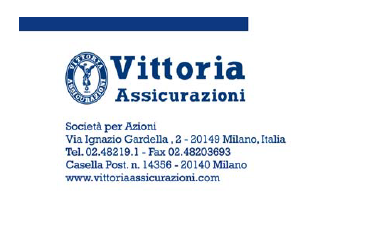 VITTORIA ASSICURAZIONI
Vittoria
Assicurazioni
Società per Azioni
Via Ignazio Gardella , 2 - 20149 Milano, Italia
Tel. 02.48219.1 - Fax 02.48203693
Casella Post. n. 14356 - 20140 Milano
www.vittoriaassicurazioni.com